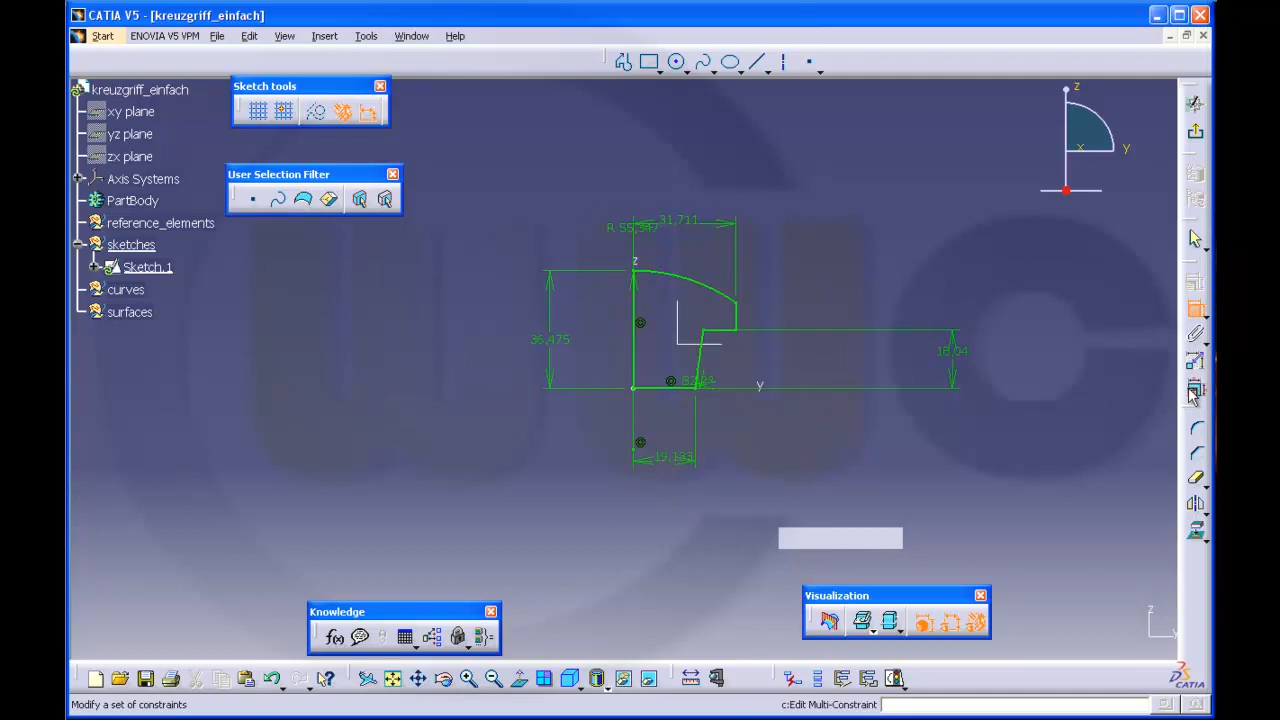 CATIA V5 - [kreuzgriff_einfach]
Start ENOVIA V5 VPM File Edit View Insert Tools Window Help
kreuzgriff_einfach
xy plane
yz plane
zx plane
Axis Systems
PartBody
reference_elements
sketches
Sketch.1
curves
surfaces
Sketch tools
User Selection Filter
z
x
y
31,711
z
36,475
18,04
y
19,133
Knowledge
f(x)
Visualization
z
y
CATIA
Modify a set of constraints
c:Edit Multi-Constraint